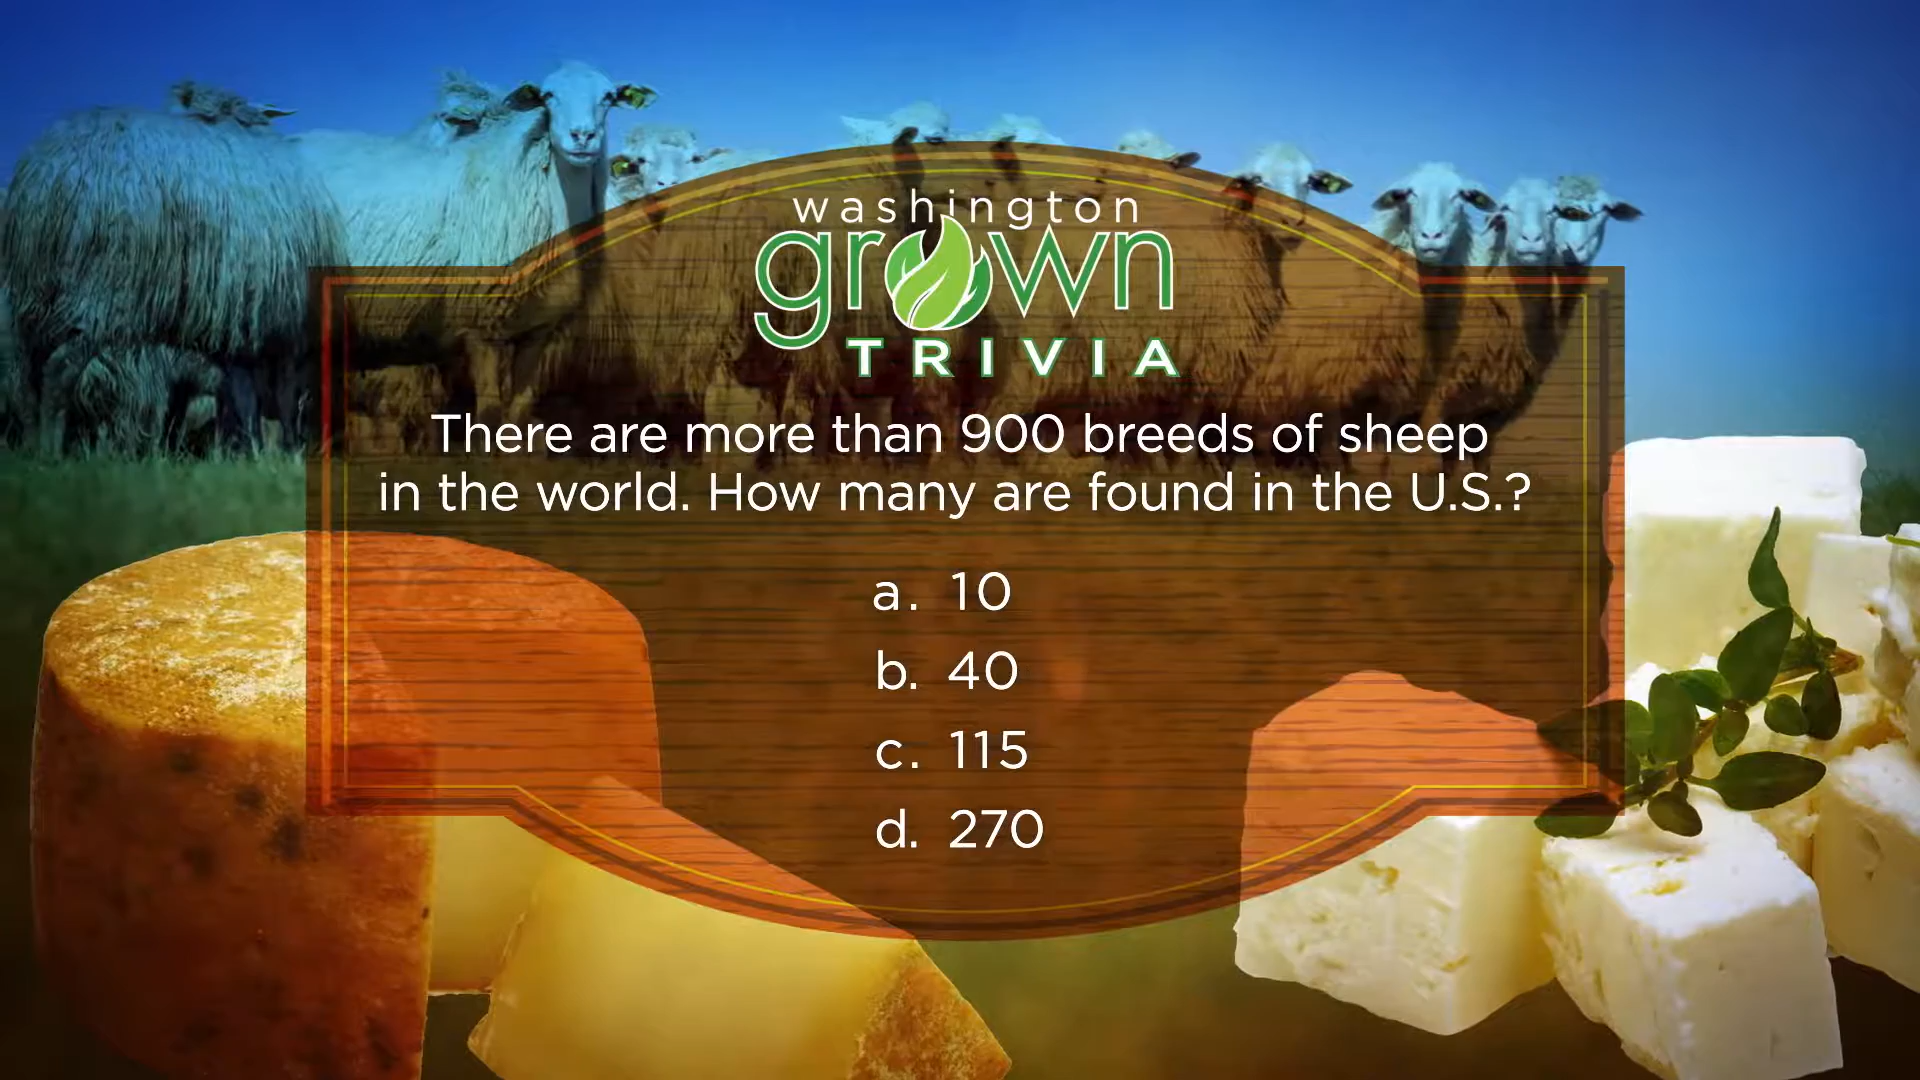 washington
grown
TRIVIA
There are more than 900 breeds of sheep
in the world. How many are found in the U.S.?
a. 10
b. 40
c. 115
d. 270